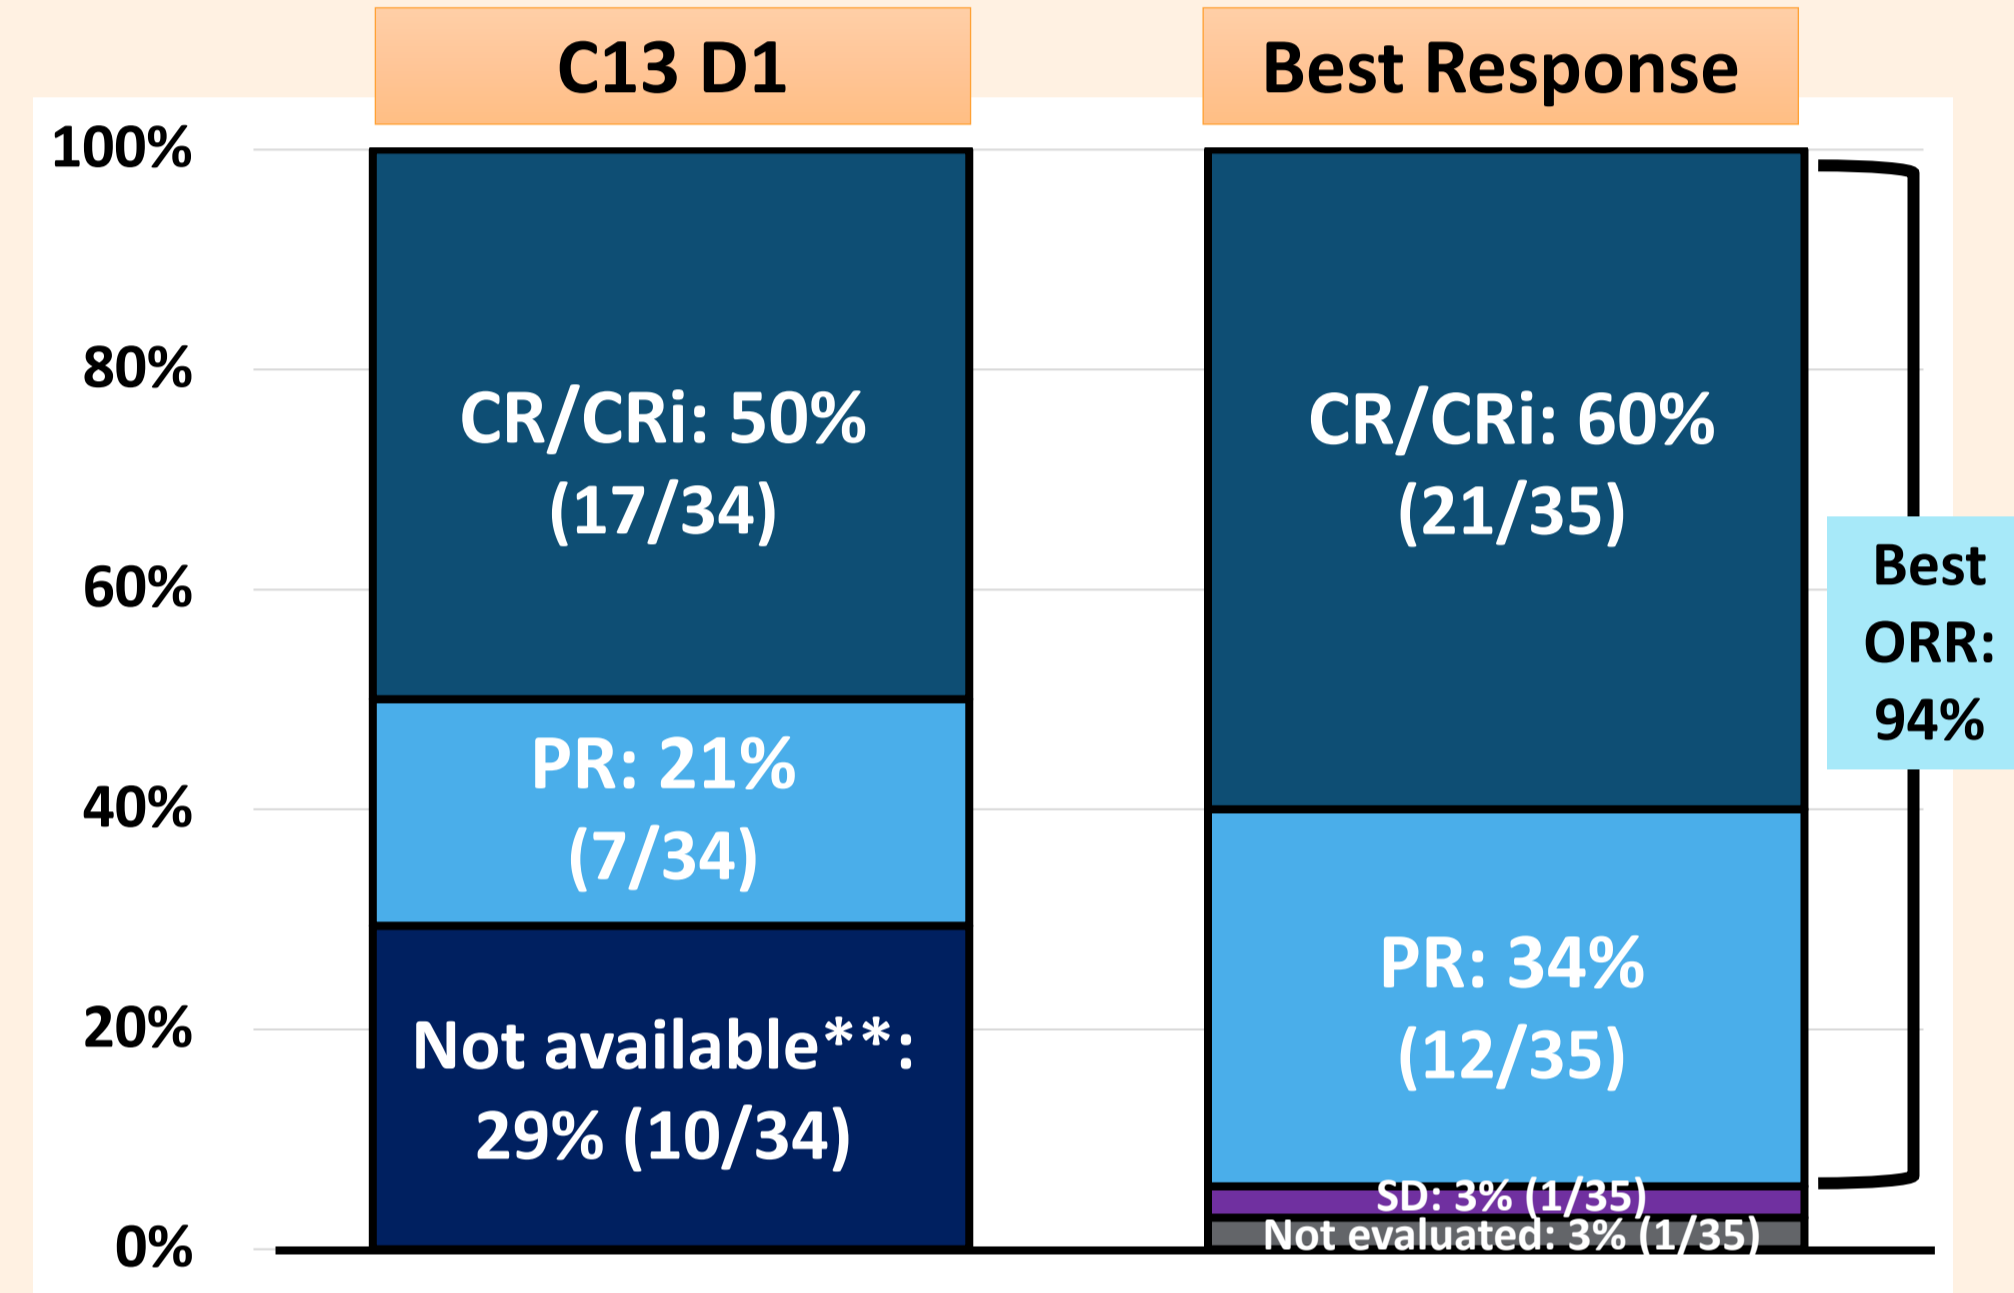 C13 D1
Best Response
100%
80%
60%
40%
20%
0%
CR/CRi: 50%
(17/34)
PR: 21%
(7/34)
Not available**:
29% (10/34)
CR/CRi: 60%
(21/35)
PR: 34%
(12/35)
SD: 3% (1/35)
Not evaluated: 3% (1/35)
Best
ORR:
94%